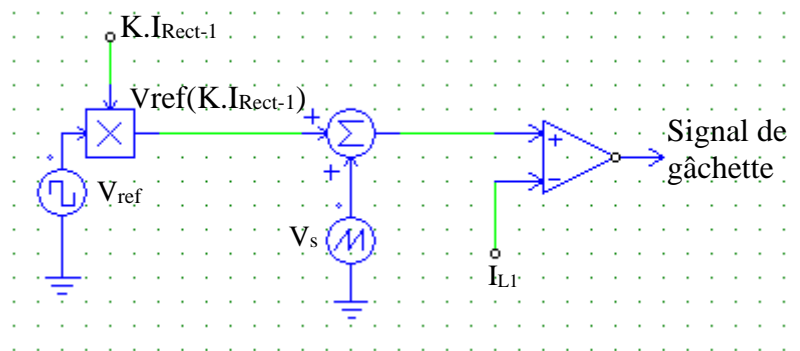 K.IRect-1
Vref(K.IRect-1)
+
+
Σ
+
−
Signal de
gâchette
Vref
Vs
IL1